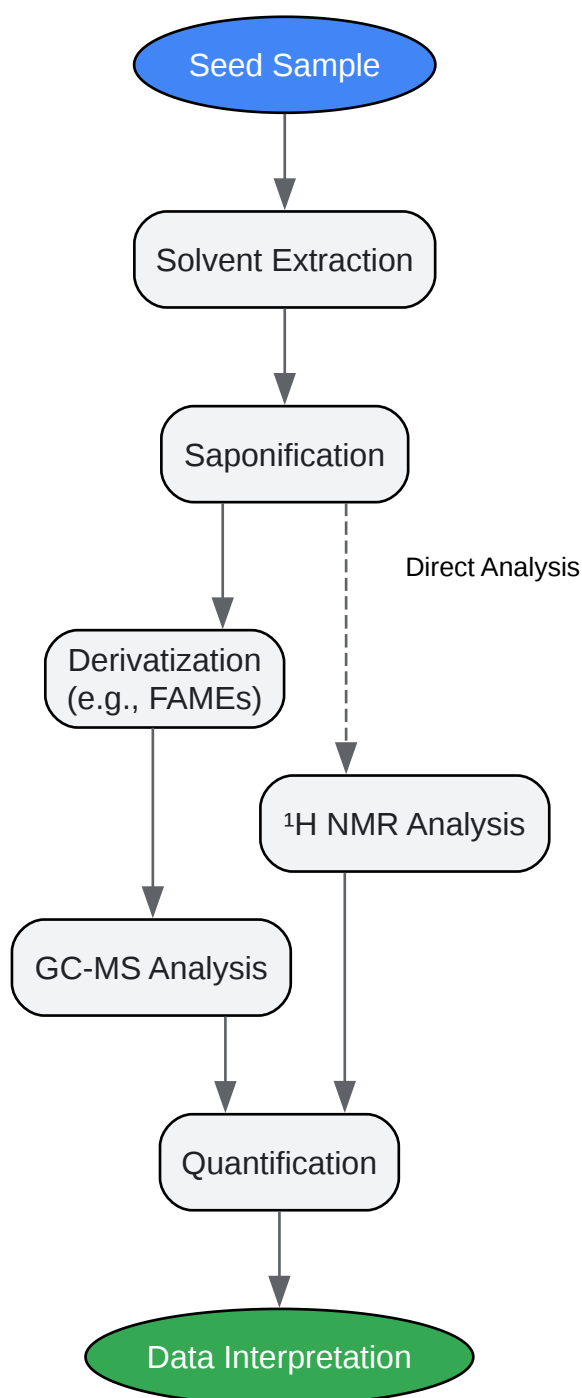 Seed Sample
Solvent Extraction
Saponification
Direct Analysis
Derivatization
(e.g., FAMEs)
¹H NMR Analysis
GC-MS Analysis
Quantification
Data Interpretation